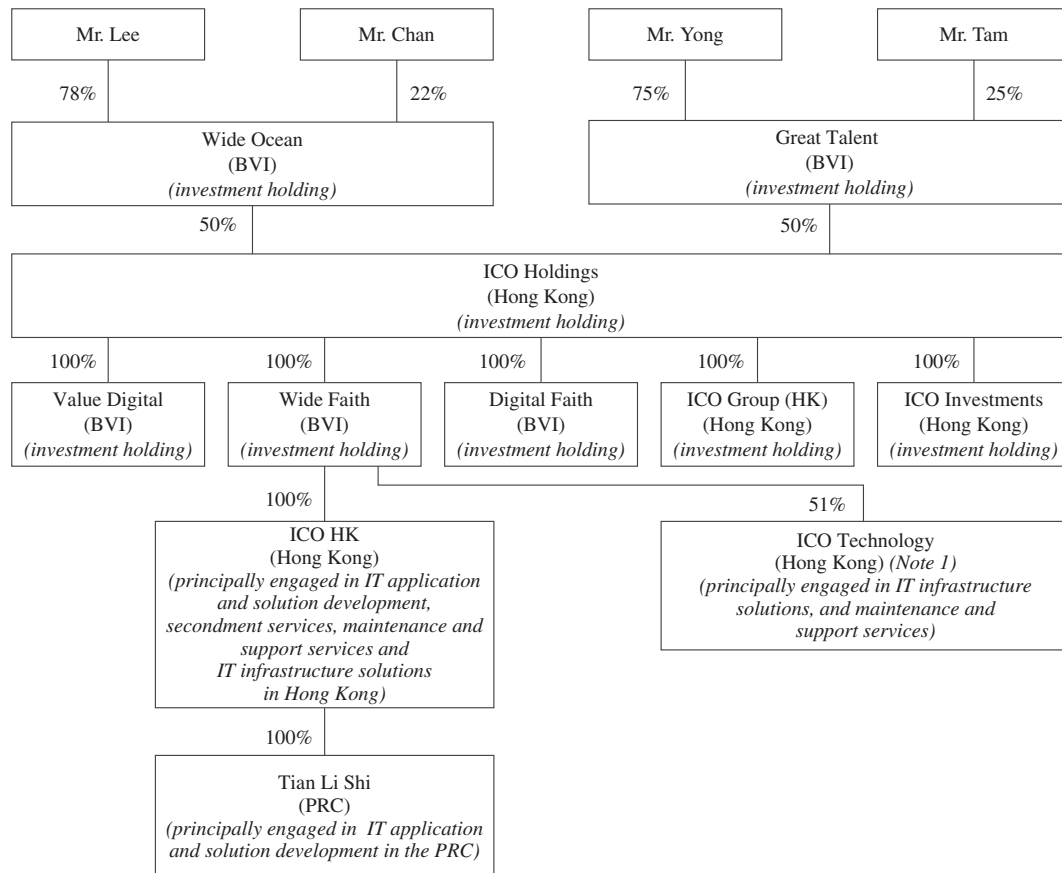 Mr. Lee
Mr. Chan
Mr. Yong
Mr. Tam
78%
22%
75%
25%
Wide Ocean
(BVI)
(investment holding)
Great Talent
(BVI)
(investment holding)
50%
50%
ICO Holdings
(Hong Kong)
(investment holding)
100%
100%
100%
100%
100%
Value Digital
(BVI)
(investment holding)
Wide Faith
(BVI)
(investment holding)
Digital Faith
(BVI)
(investment holding)
ICO Group (HK)
(Hong Kong)
(investment holding)
ICO Investments
(Hong Kong)
(investment holding)
100%
51%
ICO HK
(Hong Kong)
(principally engaged in IT application
and solution development,
secondment services, maintenance and
support services and
IT infrastructure solutions
in Hong Kong)
ICO Technology
(Hong Kong) (Note 1)
(principally engaged in IT infrastructure
solutions, and maintenance and
support services)
100%
Tian Li Shi
(PRC)
(principally engaged in IT application
and solution development in the PRC)